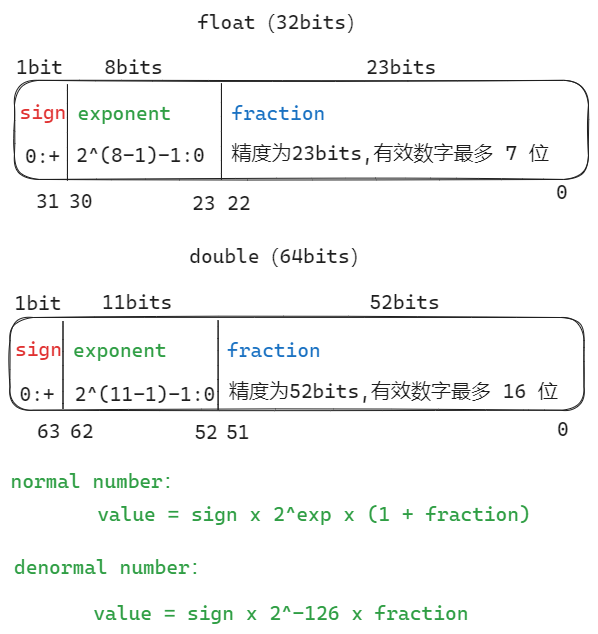 float (32bits)
1bit 8bits 23bits
sign exponent fraction
0:+ 2^(8-1)-1:0 精度为23bits,有效数字最多 7 位
31 30 23 22 0
double (64bits)
1bit 11bits 52bits
sign exponent fraction
0:+ 2^(11-1)-1:0 精度为52bits,有效数字最多 16 位
63 62 52 51 0
normal number:
value = sign x 2^exp x (1 + fraction)
denormal number:
value = sign x 2^-126 x fraction